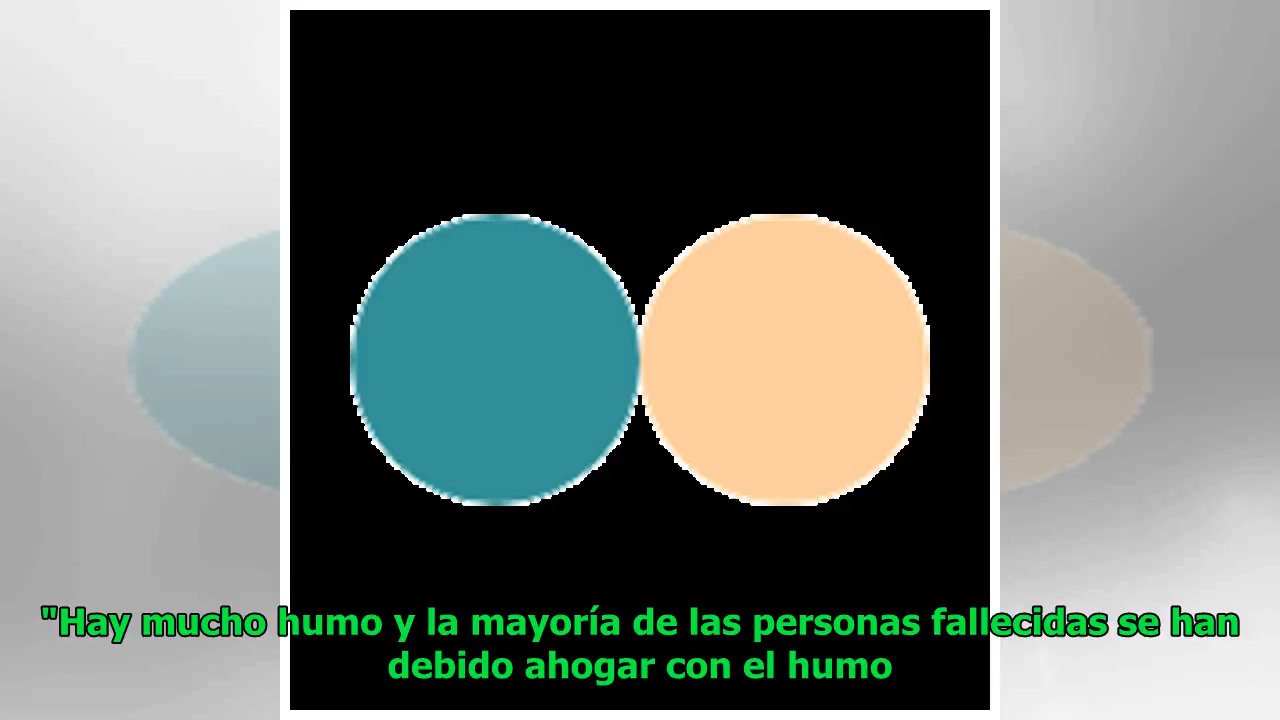 "Hay mucho humo y la mayoría de las personas fallecidas se han
debido ahogar con el humo